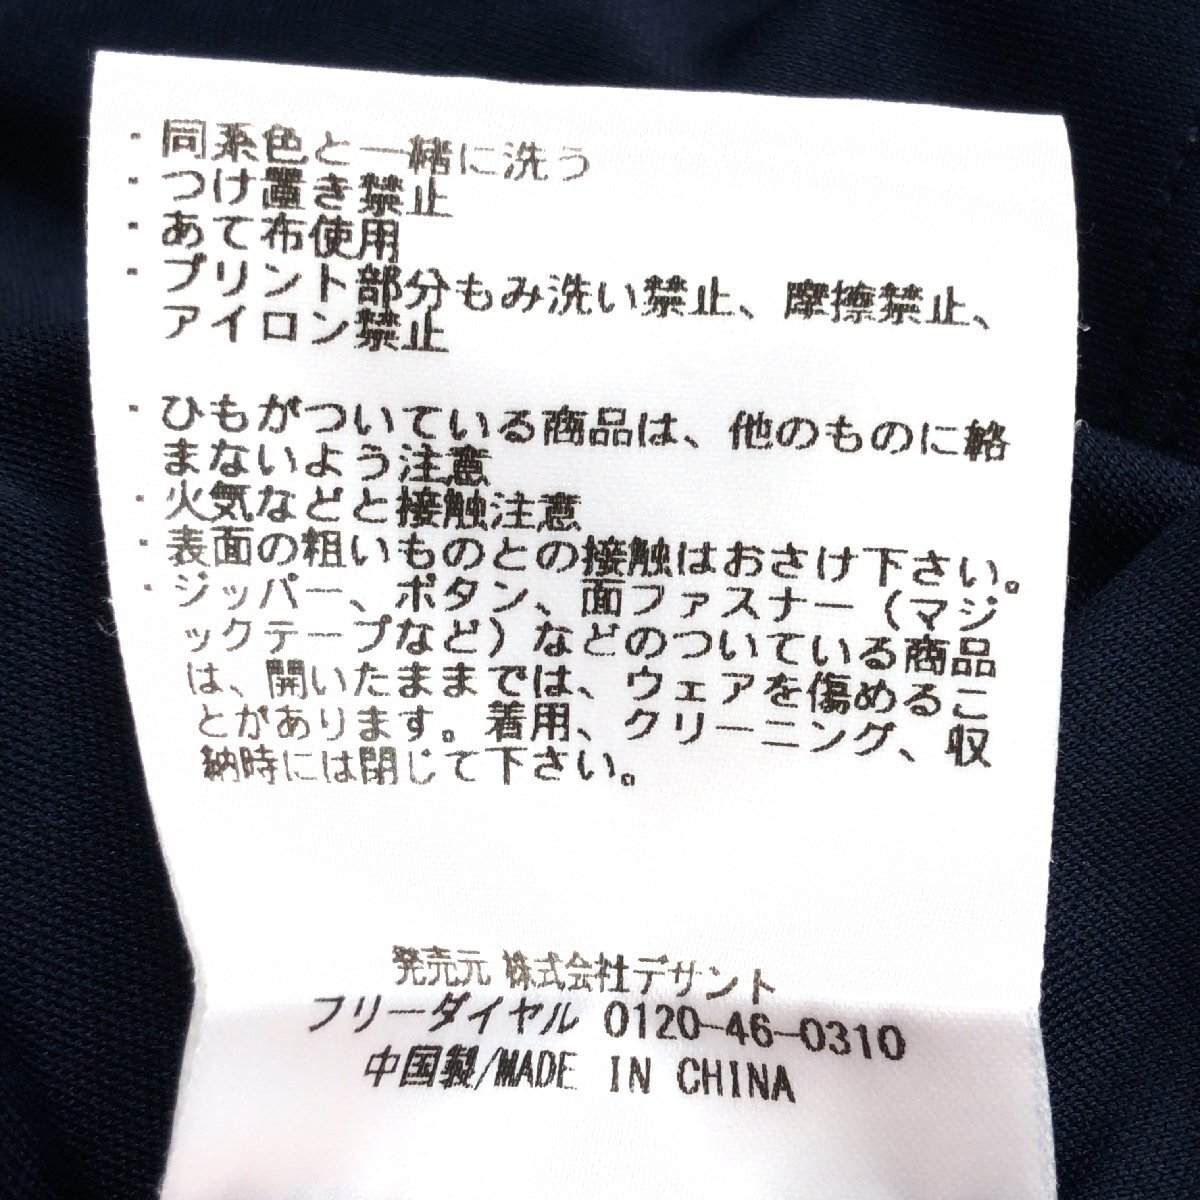 ・同系色と一緒に洗う
・つけ置き禁止
・あて布使用
・プリント部分もみ洗い禁止、摩擦禁止、
アイロン禁止
・ひもがついている商品は、他のものに絡
まないよう注意
・火気などと接触注意
・表面の粗いものとの接触はおさけ下さい。
・ジッパー、ボタン、面ファスナー（マジ
ックテープなど）などのついている商品
は、開いたままでは、ウェアを傷めるこ
とがあります。着用、クリーニング、収
納時には閉じて下さい。
発売元 株式会社デサント
フリーダイヤル 0120-46-0310
中国製/MADE IN CHINA